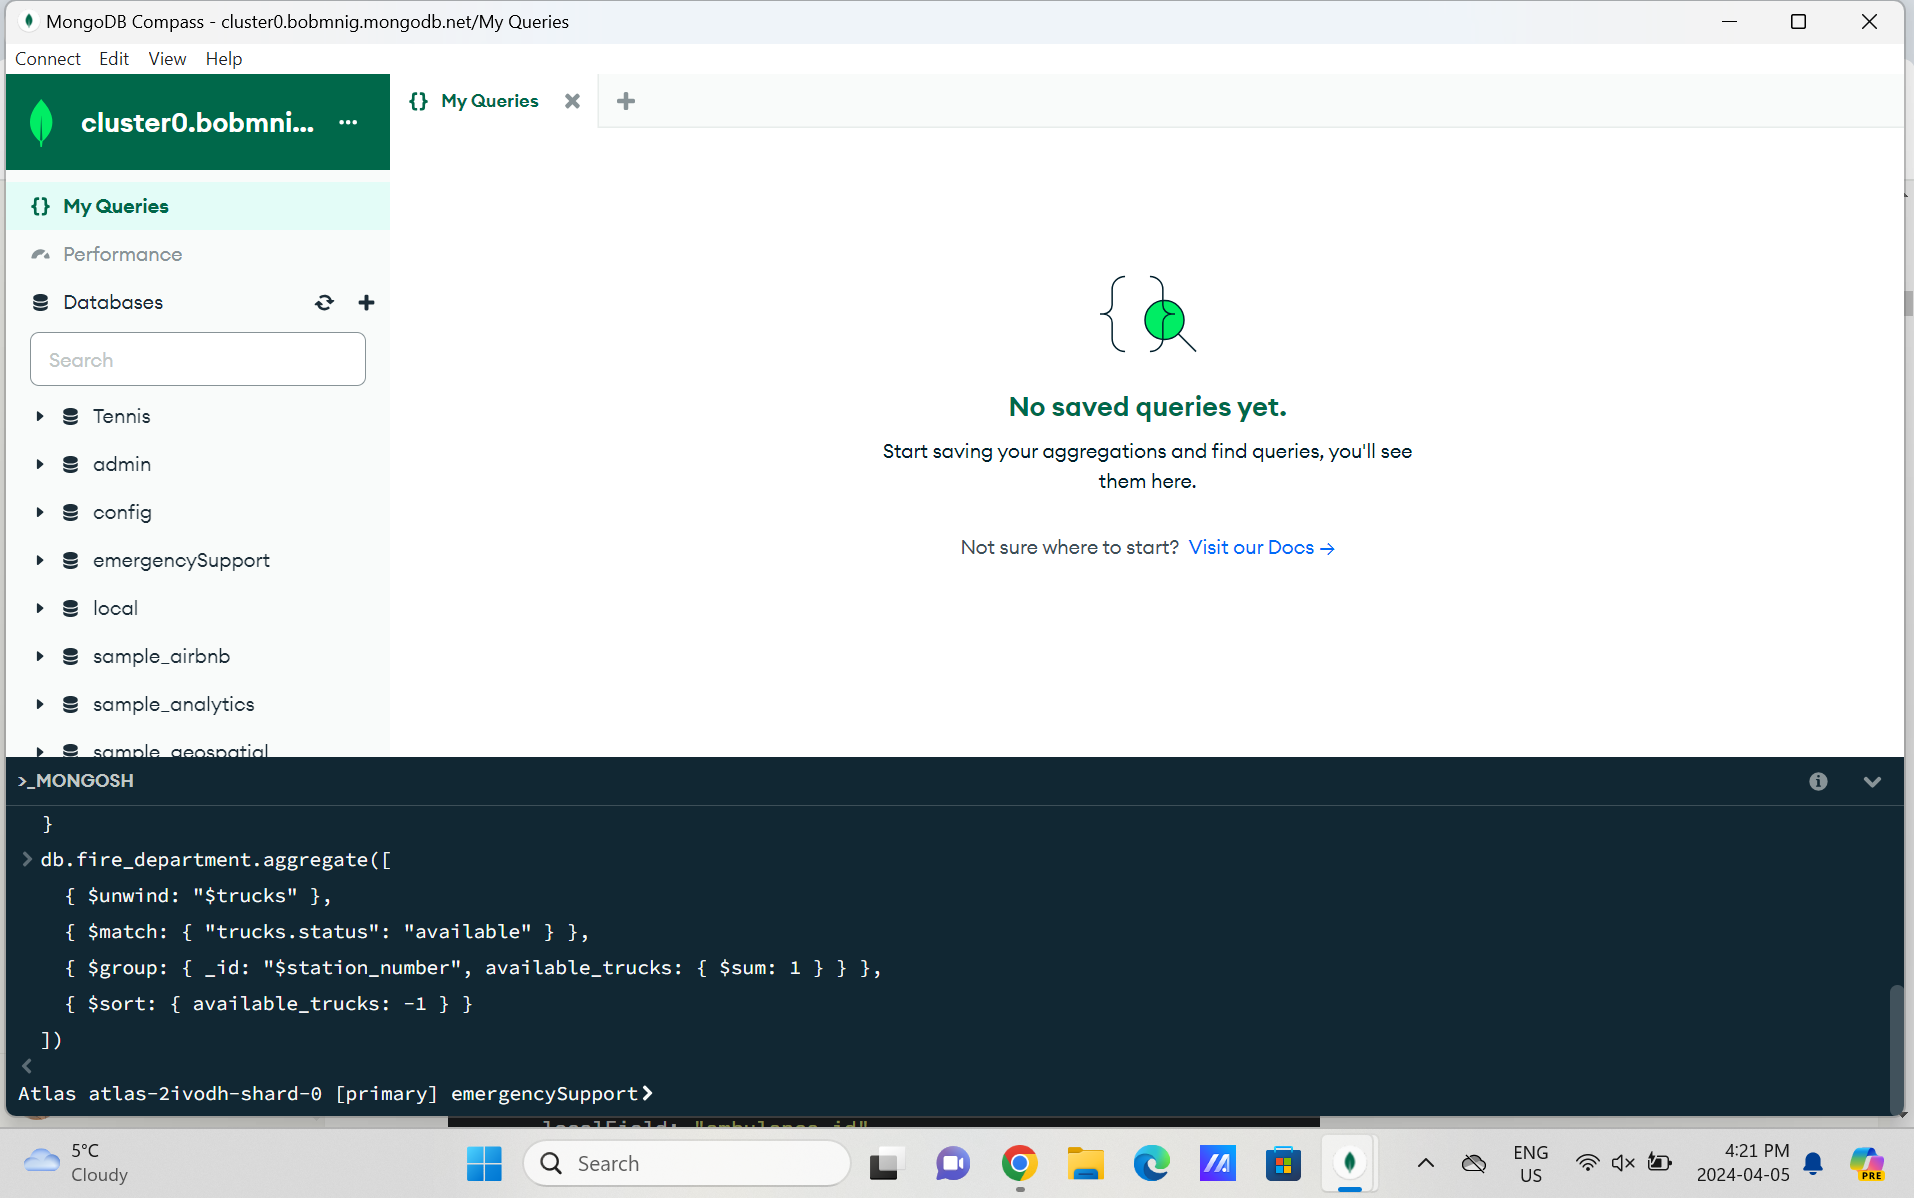 MongoDB Compass - cluster0.bobmnig.mongodb.net/My Queries
Connect Edit View Help
cluster0.bobmni... ...
{} My Queries
{} My Queries
Performance
Databases
Search
Tennis
admin
config
emergencySupport
local
sample_airbnb
sample_analytics
sample_geospatial
No saved queries yet.
Start saving your aggregations and find queries, you'll see
them here.
Not sure where to start? Visit our Docs →
>_MONGOSH
}
> db.fire_department.aggregate([
{ $unwind: "$trucks" },
{ $match: { "trucks.status": "available" } },
{ $group: { _id: "$station_number", available_trucks: { $sum: 1 } } },
{ $sort: { available_trucks: -1 } }
])
<
Atlas atlas-2ivodh-shard-0 [primary] emergencySupport>
localField: "ambulance_id"
5°C
Cloudy
Search
ENG
US
4:21 PM
2024-04-05
PRE